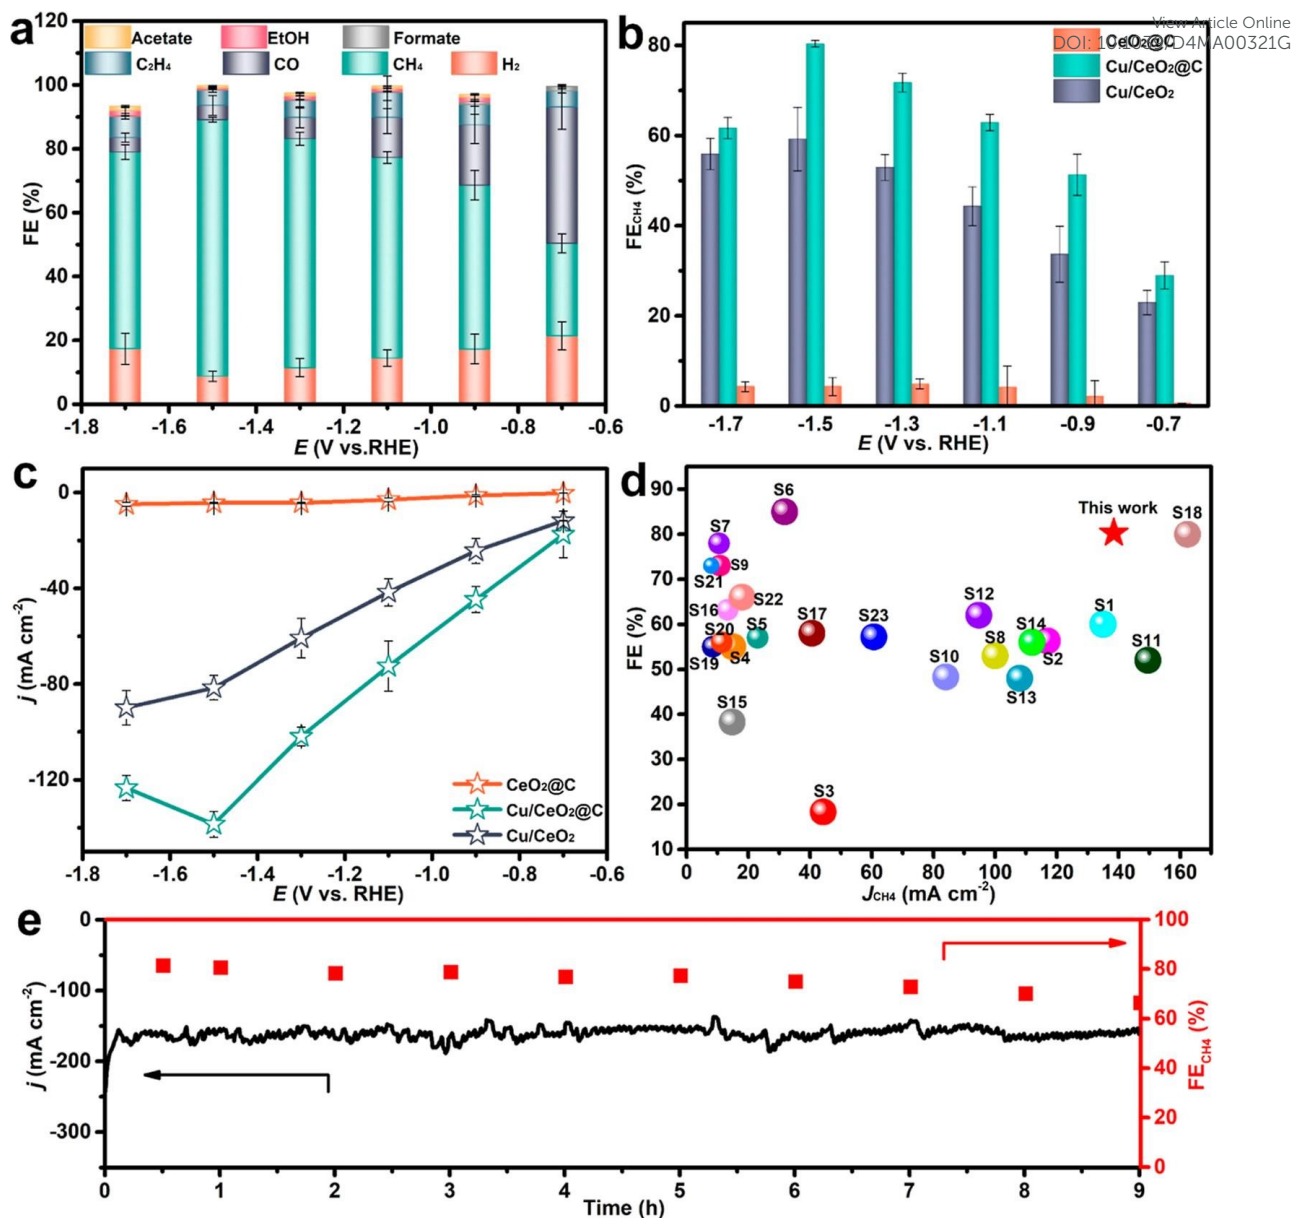 View Article Online
DOI: 10.1039/D4MA00321G
a
120
100
80
60
40
20
0
FE (%)
Acetate EtOH Formate
C₂H₄ CO CH₄ H₂
-1.8 -1.6 -1.4 -1.2 -1.0 -0.8 -0.6
E (V vs.RHE)
b
80
60
40
20
0
FE_CH4 (%)
CeO₂@C
Cu/CeO₂@C
Cu/CeO₂
-1.7 -1.5 -1.3 -1.1 -0.9 -0.7
E (V vs. RHE)
c
0
-40
-80
-120
j (mA cm⁻²)
CeO₂@C
Cu/CeO₂@C
Cu/CeO₂
-1.8 -1.6 -1.4 -1.2 -1.0 -0.8 -0.6
E (V vs. RHE)
d
90
80
70
60
50
40
30
20
10
FE (%)
S6
This work
S18
S7
S9
S21
S22
S16
S5
S20
S4
S19
S17
S23
S12
S14
S1
S8
S2
S11
S10
S13
S15
S3
0 20 40 60 80 100 120 140 160
J_CH4 (mA cm⁻²)
e
0
-100
-200
-300
j (mA cm⁻²)
100
80
60
40
20
0
FE_CH4 (%)
0 1 2 3 4 5 6 7 8 9
Time (h)